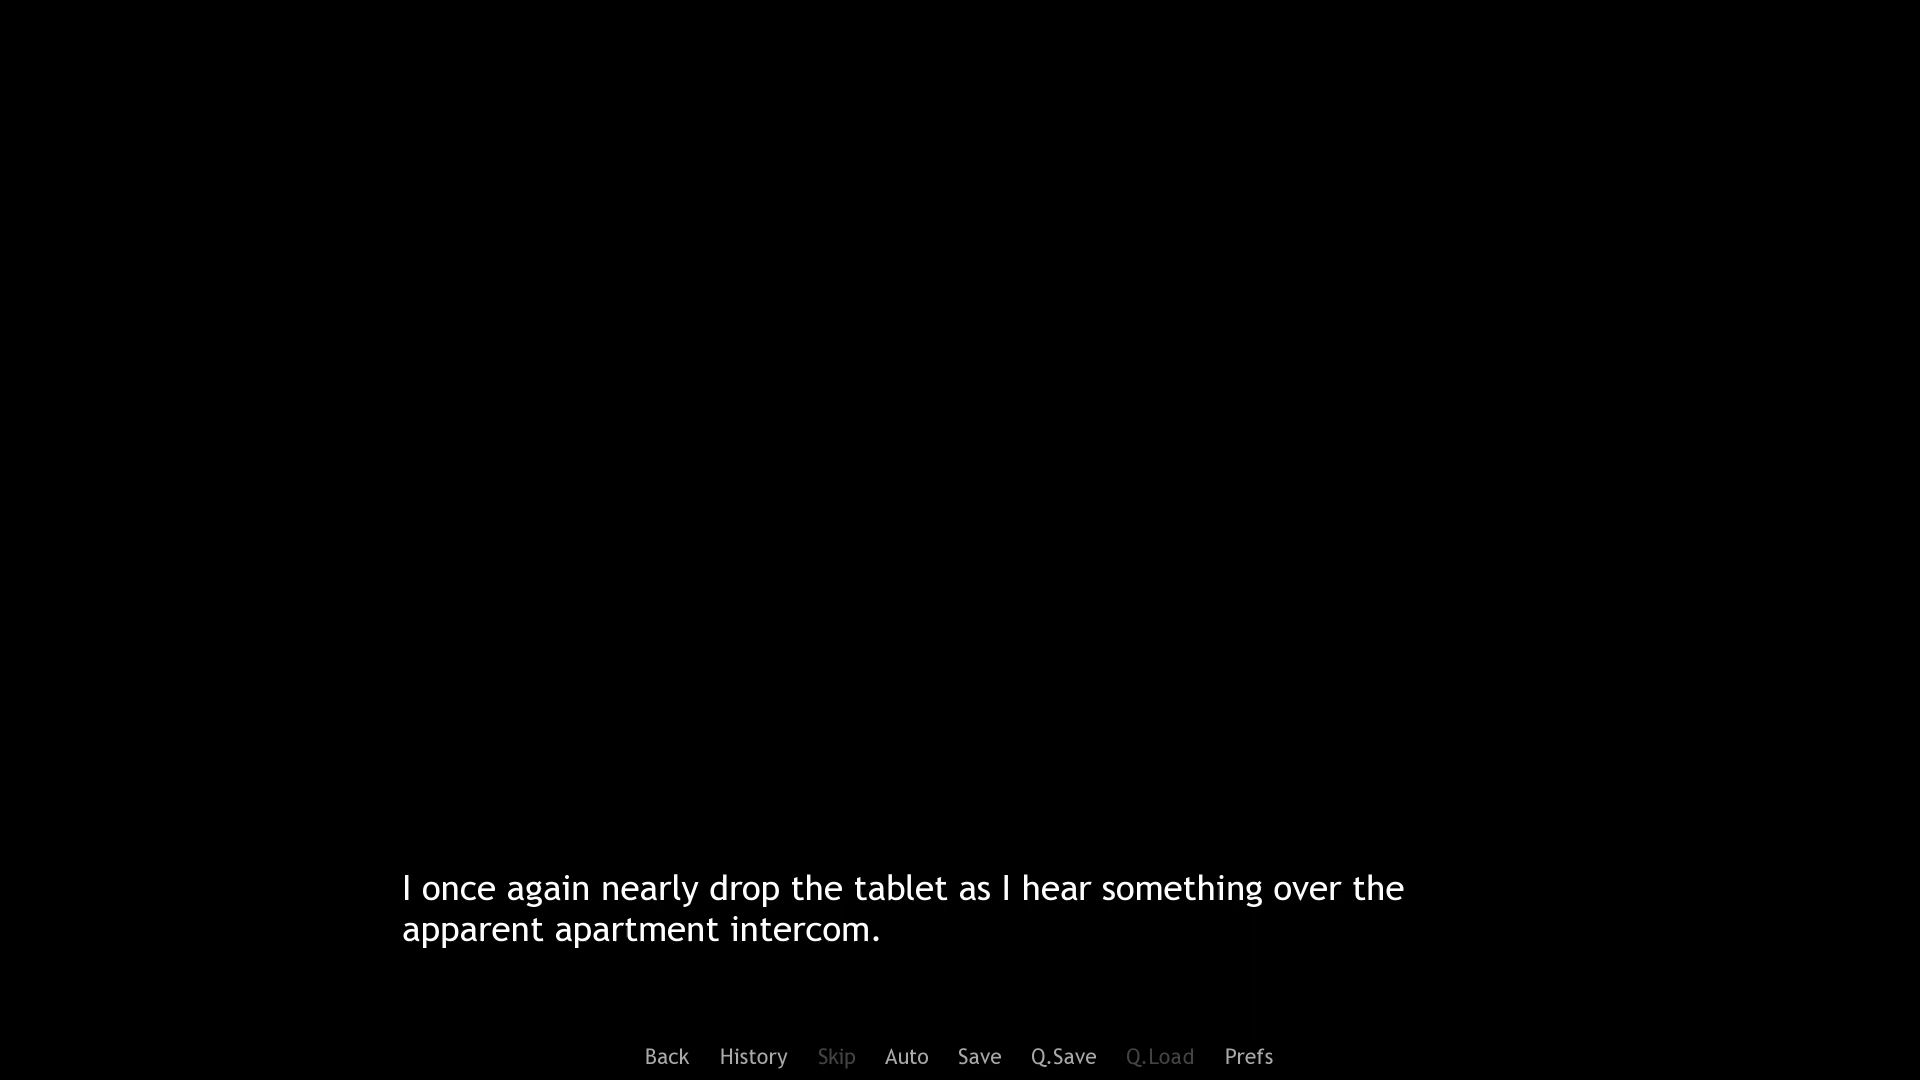 I once again nearly drop the tablet as I hear something over the
apparent apartment intercom.
Back History Skip Auto Save Q.Save Q.Load Prefs